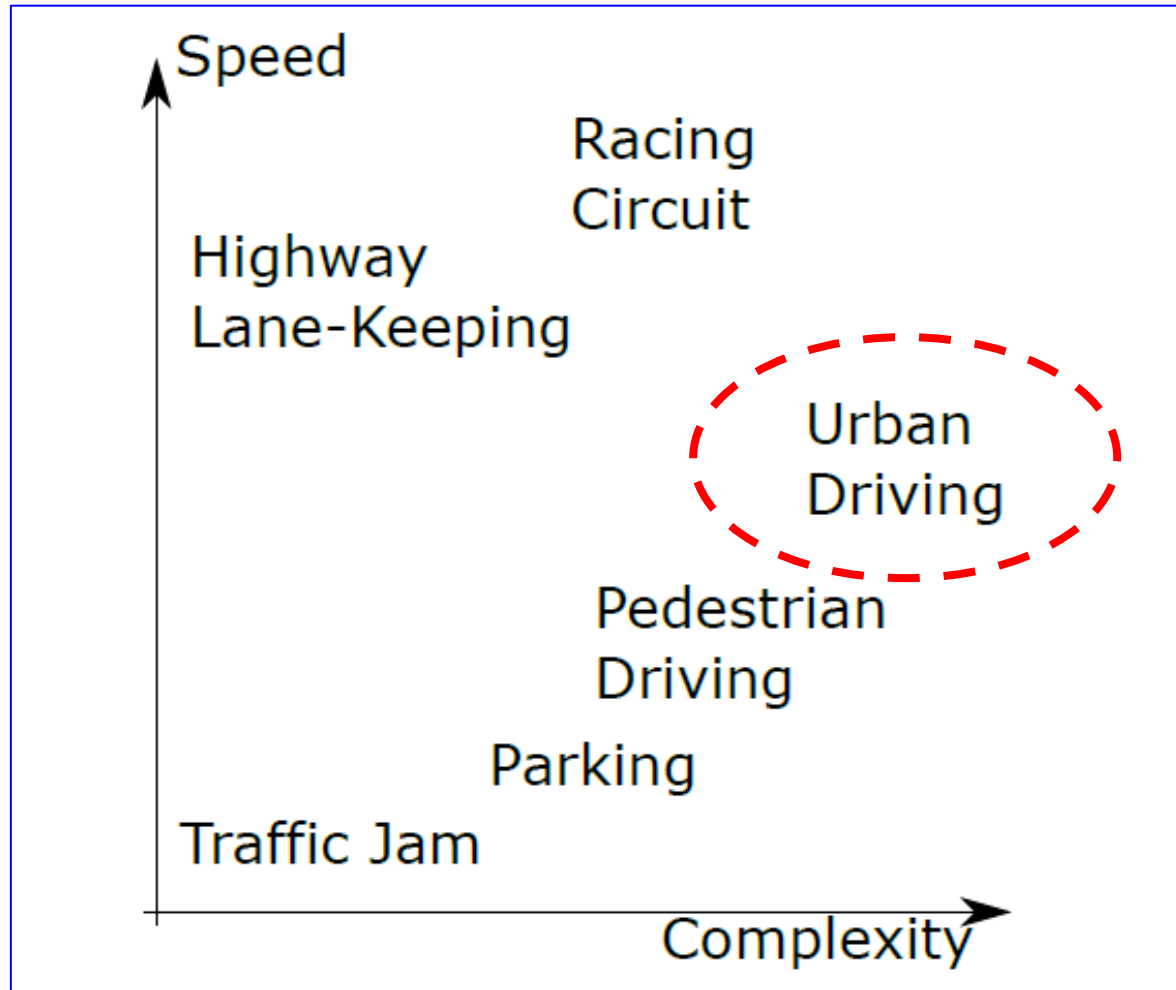 Speed
Racing
Circuit
Highway
Lane-Keeping
Urban
Driving
Pedestrian
Driving
Parking
Traffic Jam
Complexity